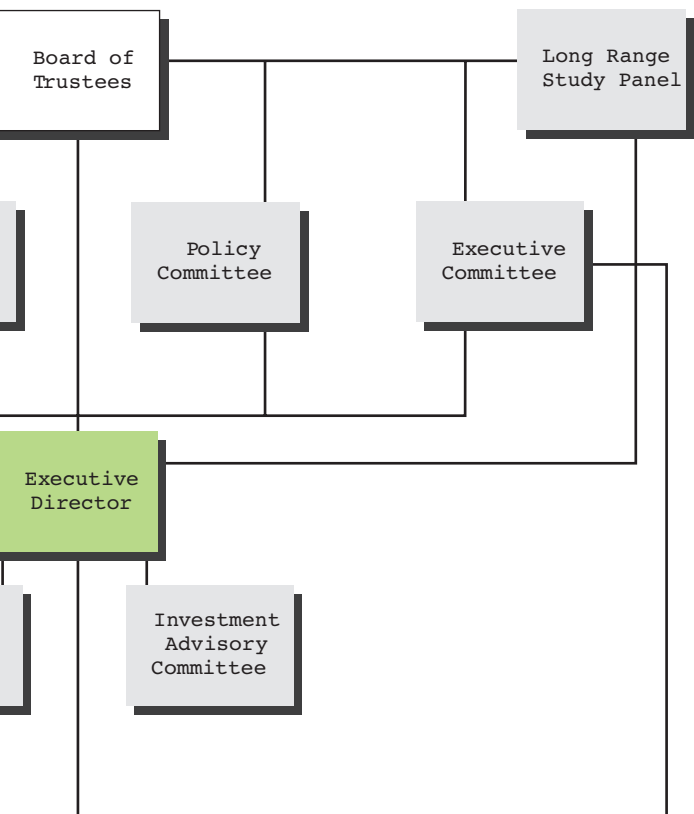 Board of
Trustees
Long Range
Study Panel
Policy
Committee
Executive
Committee
Executive
Director
Investment
Advisory
Committee